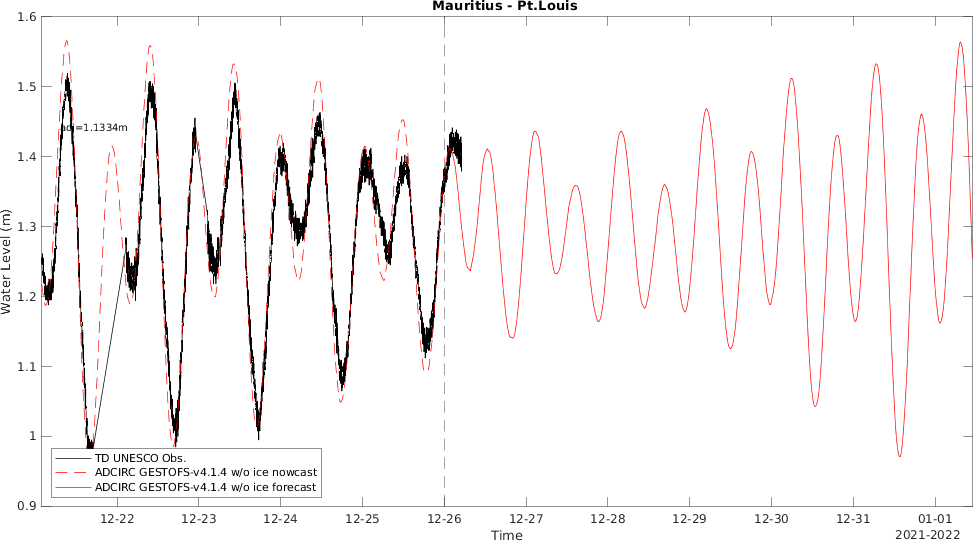 Mauritius - Pt.Louis
1.6
1.5
adj=1.1334m
1.4
1.3
1.2
1.1
1
0.9
Water Level (m)
TD UNESCO Obs.
ADCIRC GESTOFS-v4.1.4 w/o ice nowcast
ADCIRC GESTOFS-v4.1.4 w/o ice forecast
12-22 12-23 12-24 12-25 12-26 12-27 12-28 12-29 12-30 12-31 01-01
Time
2021-2022